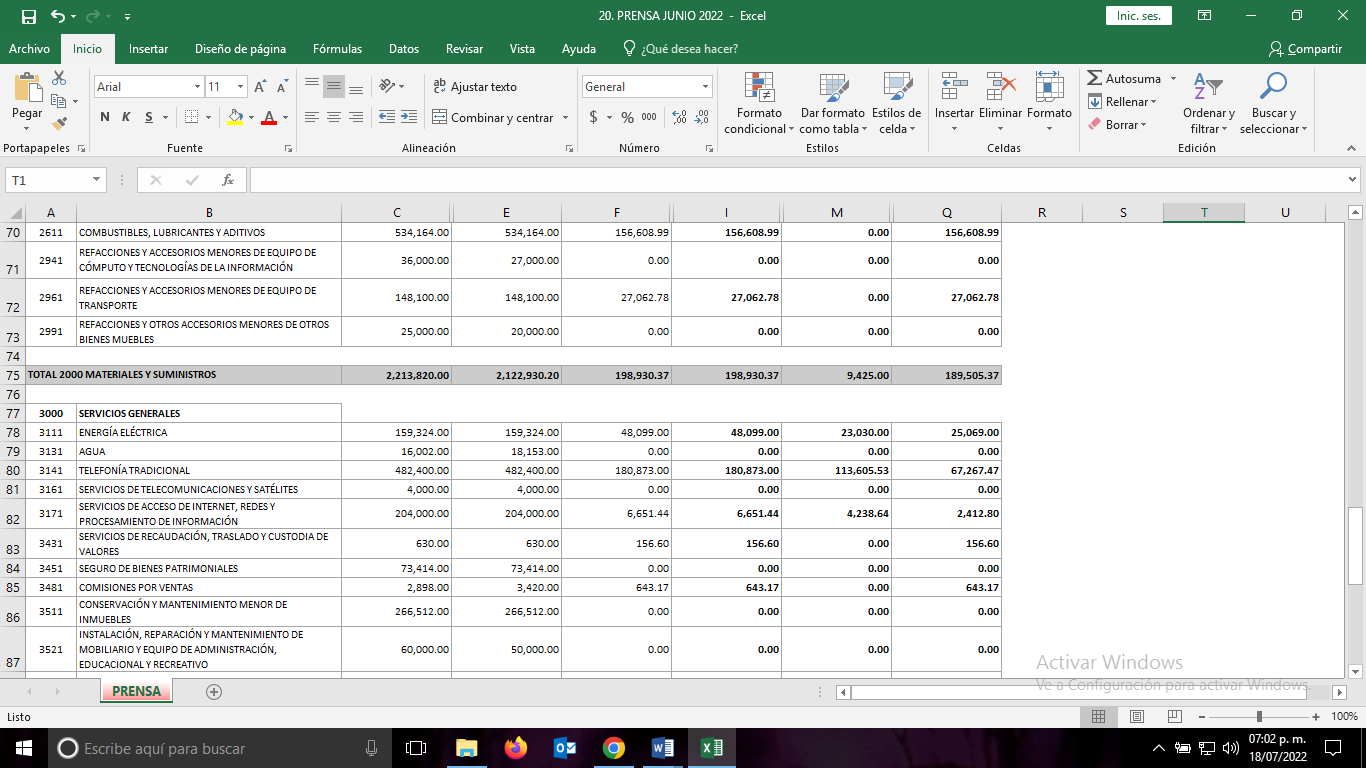 20. PRENSA JUNIO 2022 - Excel
Inic. ses.
Archivo Inicio Insertar Diseño de página Fórmulas Datos Revisar Vista Ayuda ¿Qué desea hacer? Compartir
Pegar
Arial 11 A A
N K S A
ab Ajustar texto
Combinar y centrar
General
$ % 000
Formato condicional
Dar formato como tabla
Estilos de celda
Insertar Eliminar Formato
Autosuma
Rellenar
Borrar
Ordenar y filtrar
Buscar y seleccionar
Portapapeles Fuente Alineación Número Estilos Celdas Edición
T1 fx
A B C E F I M Q R S T U
70 2611 COMBUSTIBLES, LUBRICANTES Y ADITIVOS 534,164.00 534,164.00 156,608.99 156,608.99 0.00 156,608.99
71 2941 REFACCIONES Y ACCESORIOS MENORES DE EQUIPO DE
CÓMPUTO Y TECNOLOGÍAS DE LA INFORMACIÓN 36,000.00 27,000.00 0.00 0.00 0.00 0.00
72 2961 REFACCIONES Y ACCESORIOS MENORES DE EQUIPO DE
TRANSPORTE 148,100.00 148,100.00 27,062.78 27,062.78 0.00 27,062.78
73 2991 REFACCIONES Y OTROS ACCESORIOS MENORES DE OTROS
BIENES MUEBLES 25,000.00 20,000.00 0.00 0.00 0.00 0.00
74
75 TOTAL 2000 MATERIALES Y SUMINISTROS 2,213,820.00 2,122,930.20 198,930.37 198,930.37 9,425.00 189,505.37
76
77 3000 SERVICIOS GENERALES
78 3111 ENERGÍA ELÉCTRICA 159,324.00 159,324.00 48,099.00 48,099.00 23,030.00 25,069.00
79 3131 AGUA 16,002.00 18,153.00 0.00 0.00 0.00 0.00
80 3141 TELEFONÍA TRADICIONAL 482,400.00 482,400.00 180,873.00 180,873.00 113,605.53 67,267.47
81 3161 SERVICIOS DE TELECOMUNICACIONES Y SATÉLITES 4,000.00 4,000.00 0.00 0.00 0.00 0.00
82 3171 SERVICIOS DE ACCESO DE INTERNET, REDES Y
PROCESAMIENTO DE INFORMACIÓN 204,000.00 204,000.00 6,651.44 6,651.44 4,238.64 2,412.80
83 3431 SERVICIOS DE RECAUDACIÓN, TRASLADO Y CUSTODIA DE
VALORES 630.00 630.00 156.60 156.60 0.00 156.60
84 3451 SEGURO DE BIENES PATRIMONIALES 73,414.00 73,414.00 0.00 0.00 0.00 0.00
85 3481 COMISIONES POR VENTAS 2,898.00 3,420.00 643.17 643.17 0.00 643.17
86 3511 CONSERVACIÓN Y MANTENIMIENTO MENOR DE
INMUEBLES 266,512.00 266,512.00 0.00 0.00 0.00 0.00
87 3521 INSTALACIÓN, REPARACIÓN Y MANTENIMIENTO DE
MOBILIARIO Y EQUIPO DE ADMINISTRACIÓN,
EDUCACIONAL Y RECREATIVO 60,000.00 50,000.00 0.00 0.00 0.00 0.00
Activar Windows
Ve a Configuración para activar Windows.
PRENSA
Listo 100%
Escribe aquí para buscar
07:02 p. m.
18/07/2022